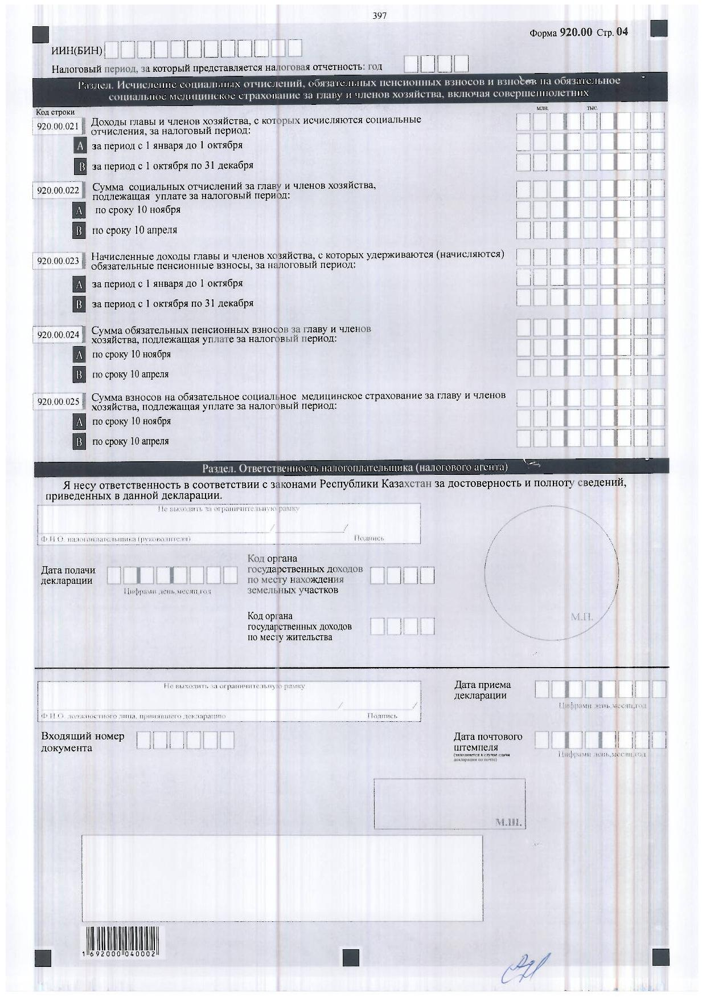 397
Форма 920.00 Стр. 04
ИИН(БИН)
Налоговый период, за который представляется налоговая отчетность: год
Раздел. Исчисление социальных отчислений, обязательных пенсионных взносов и взносов на обязательное
социальное медицинское страхование за главу и членов хозяйства, включая совершеннолетних
Код строки
млн. тыс.
920.00.021 Доходы главы и членов хозяйства, с которых исчисляются социальные
отчисления, за налоговый период:
A за период с 1 января до 1 октября
B за период с 1 октября по 31 декабря
920.00.022 Сумма социальных отчислений за главу и членов хозяйства,
подлежащая уплате за налоговый период:
A по сроку 10 ноября
B по сроку 10 апреля
920.00.023 Начисленные доходы главы и членов хозяйства, с которых удерживаются (начисляются)
обязательные пенсионные взносы, за налоговый период:
A за период с 1 января до 1 октября
B за период с 1 октября по 31 декабря
920.00.024 Сумма обязательных пенсионных взносов за главу и членов
хозяйства, подлежащая уплате за налоговый период:
A по сроку 10 ноября
B по сроку 10 апреля
920.00.025 Сумма взносов на обязательное социальное медицинское страхование за главу и членов
хозяйства, подлежащая уплате за налоговый период:
A по сроку 10 ноября
B по сроку 10 апреля
Раздел. Ответственность налогоплательщика (налогового агента)
Я несу ответственность в соответствии с законами Республики Казахстан за достоверность и полноту сведений,
приведенных в данной декларации.
Не выходить за ограничительную рамку
/ /
Ф.И.О. налогоплательщика (руководителя) Подпись
Дата подачи
декларации
Цифрами день,месяц,год
Код органа
государственных доходов
по месту нахождения
земельных участков
Код органа
государственных доходов
по месту жительства
М.П.
Не выходить за ограничительную рамку
/ /
Ф.И.О. должностного лица, принявшего декларацию Подпись
Дата приема
декларации
Цифрами день,месяц,год
Входящий номер
документа
Дата почтового
штемпеля
(заполняется в случае сдачи
декларации по почте)
Цифрами день,месяц,год
М.Ш.
1 692000 040002